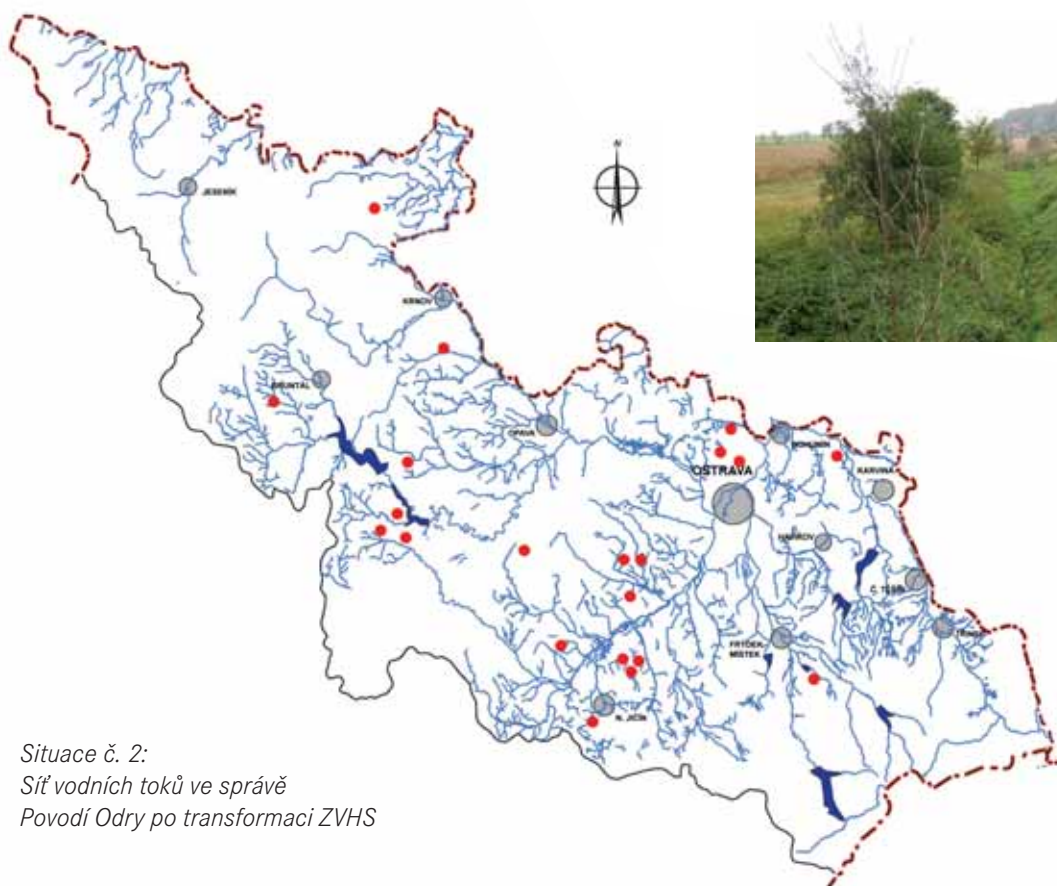 N
JESENÍK
KRNOV
BRUNTÁL
OPAVA
BOHUMÍN
OSTRAVA
KARVINÁ
HAVÍŘOV
Č. TĚŠÍN
TŘINEC
FRÝDEK
MÍSTEK
N. JIČÍN
Situace č. 2:
Síť vodních toků ve správě
Povodí Odry po transformaci ZVHS